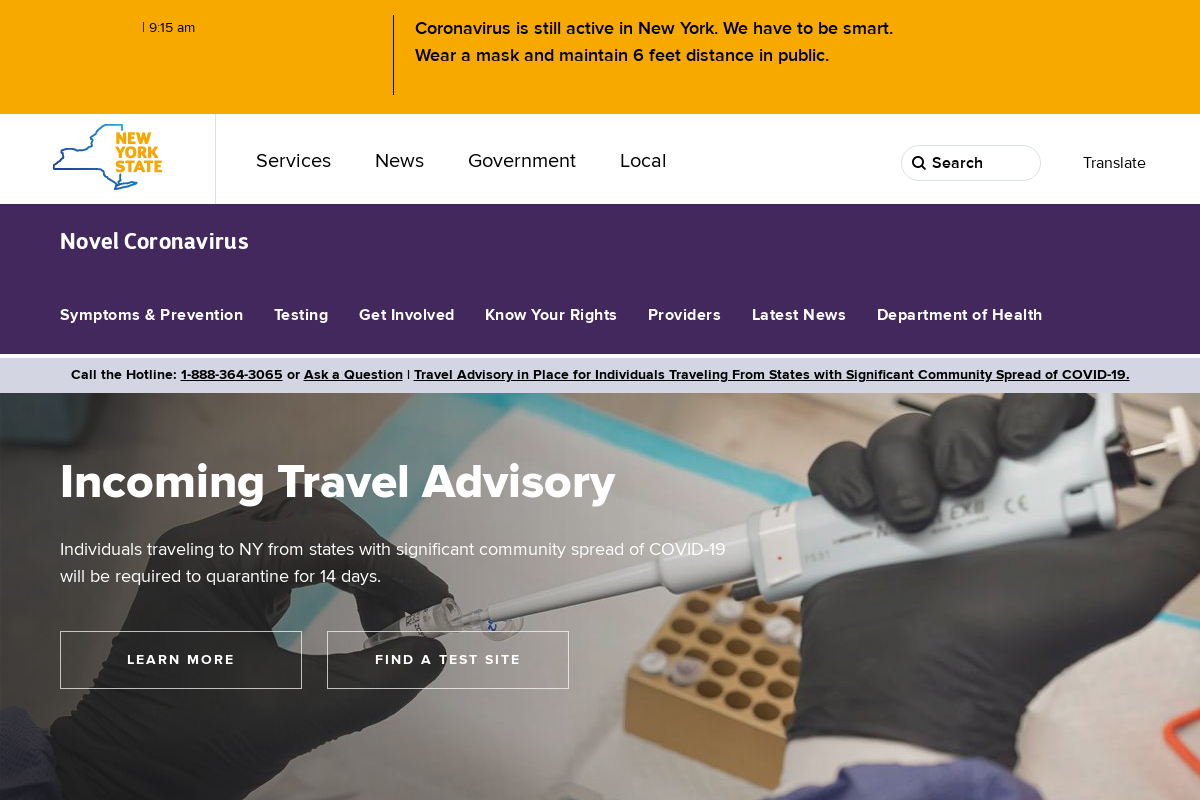 | 9:15 am
Coronavirus is still active in New York. We have to be smart.
Wear a mask and maintain 6 feet distance in public.
NEW
YORK
STATE
Services News Government Local
Search
Translate
Novel Coronavirus
Symptoms & Prevention Testing Get Involved Know Your Rights Providers Latest News Department of Health
Call the Hotline: 1-888-364-3065 or Ask a Question | Travel Advisory in Place for Individuals Traveling From States with Significant Community Spread of COVID-19.
Incoming Travel Advisory
Individuals traveling to NY from states with significant community spread of COVID-19
will be required to quarantine for 14 days.
LEARN MORE
FIND A TEST SITE